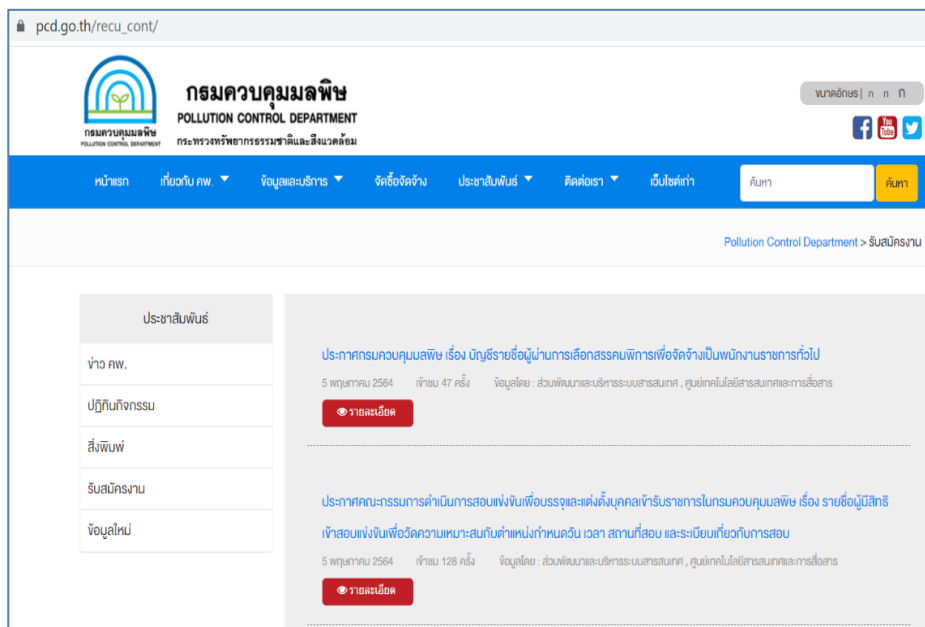 pcd.go.th/recu_cont/
กรมควบคุมมลพิษ
POLLUTION CONTROL DEPARTMENT
กระทรวงทรัพยากรธรรมชาติและสิ่งแวดล้อม
กรมควบคุมมลพิษ
POLLUTION CONTROL DEPARTMENT
ขนาดอักษร| ก ก ก
You Tube
หน้าแรก เกี่ยวกับ คพ. ข้อมูลและบริการ จัดซื้อจัดจ้าง ประชาสัมพันธ์ ติดต่อเรา เว็บไซต์เก่า ค้นหา ค้นหา
Pollution Control Department > รับสมัครงาน
ประชาสัมพันธ์
ข่าว คพ.
ปฏิทินกิจกรรม
สิ่งพิมพ์
รับสมัครงาน
ข้อมูลใหม่
ประกาศกรมควบคุมมลพิษ เรื่อง บัญชีรายชื่อผู้ผ่านการเลือกสรรคนพิการเพื่อจัดจ้างเป็นพนักงานราชการทั่วไป
5 พฤษภาคม 2564 เข้าชม 47 ครั้ง ข้อมูลโดย : ส่วนพัฒนาและบริหารระบบสารสนเทศ , ศูนย์เทคโนโลยีสารสนเทศและการสื่อสาร
รายละเอียด
ประกาศคณะกรรมการดำเนินการสอบแข่งขันเพื่อบรรจุและแต่งตั้งบุคคลเข้ารับราชการในกรมควบคุมมลพิษ เรื่อง รายชื่อผู้มีสิทธิ
เข้าสอบแข่งขันเพื่อวัดความเหมาะสมกับตำแหน่งกำหนดวัน เวลา สถานที่สอบ และระเบียบเกี่ยวกับการสอบ
5 พฤษภาคม 2564 เข้าชม 128 ครั้ง ข้อมูลโดย : ส่วนพัฒนาและบริหารระบบสารสนเทศ , ศูนย์เทคโนโลยีสารสนเทศและการสื่อสาร
รายละเอียด